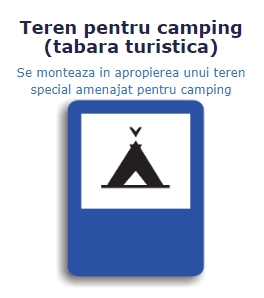 Teren pentru camping
(tabara turistica)
Se monteaza in apropierea unui teren
special amenajat pentru camping